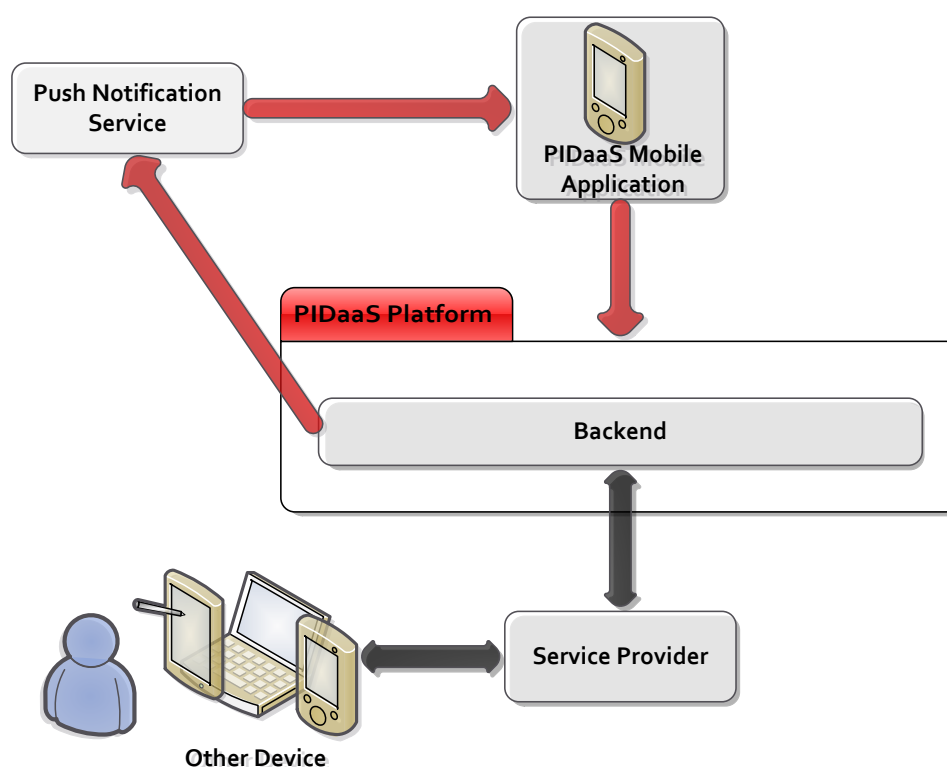 Push Notification
Service
PIDaaS Mobile
Application
PIDaaS Platform
Backend
Service Provider
Other Device